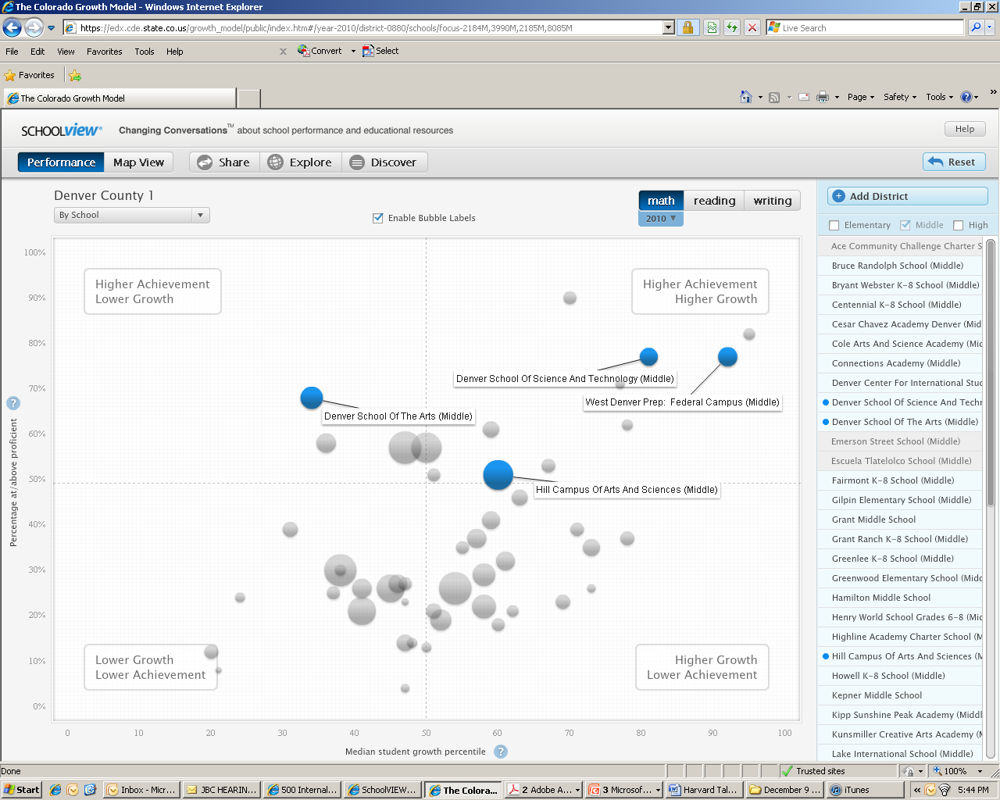 The Colorado Growth Model - Windows Internet Explorer
https://edx.cde.state.co.us/growth_model/public/index.htm#/year-2010/district-0880/schools/focus-2184M,3990M,2185M,8085M
Live Search
File Edit View Favorites Tools Help
x Convert Select
Favorites
The Colorado Growth Model
Page Safety Tools
SCHOOLVIEW® Changing Conversations™ about school performance and educational resources
Help
Performance Map View Share Explore Discover
Reset
Denver County 1
By School
Enable Bubble Labels
math reading writing
2010
Add District
Elementary Middle High
100%
90%
80%
70%
60%
50%
40%
30%
20%
10%
0%
Percentage at/above proficient
?
Higher Achievement
Lower Growth
Higher Achievement
Higher Growth
Denver School Of Science And Technology (Middle)
West Denver Prep: Federal Campus (Middle)
Denver School Of The Arts (Middle)
Hill Campus Of Arts And Sciences (Middle)
Lower Growth
Lower Achievement
Higher Growth
Lower Achievement
0 10 20 30 40 50 60 70 80 90 100
Median student growth percentile ?
Ace Community Challenge Charter S
Bruce Randolph School (Middle)
Bryant Webster K-8 School (Middle)
Centennial K-8 School (Middle)
Cesar Chavez Academy Denver (Mid
Cole Arts And Science Academy (Mid
Connections Academy (Middle)
Denver Center For International Stud
Denver School Of Science And Techn
Denver School Of The Arts (Middle)
Emerson Street School (Middle)
Escuela Tlatelolco School (Middle)
Fairmont K-8 School (Middle)
Gilpin Elementary School (Middle)
Grant Middle School
Grant Ranch K-8 School (Middle)
Greenlee K-8 School (Middle)
Greenwood Elementary School (Midd
Hamilton Middle School
Henry World School Grades 6-8 (Mid
Highline Academy Charter School (M
Hill Campus Of Arts And Sciences (M
Howell K-8 School (Middle)
Kepner Middle School
Kipp Sunshine Peak Academy (Middl
Kunsmiller Creative Arts Academy (M
Lake International School (Middle)
Done
Trusted sites
100%
Start
Inbox - Micr...
JBC HEARIN...
500 Internal...
SchoolVIEW...
The Colora...
2 Adobe A...
3 Microsof...
Harvard Tal...
December 9 ...
iTunes
5:44 PM